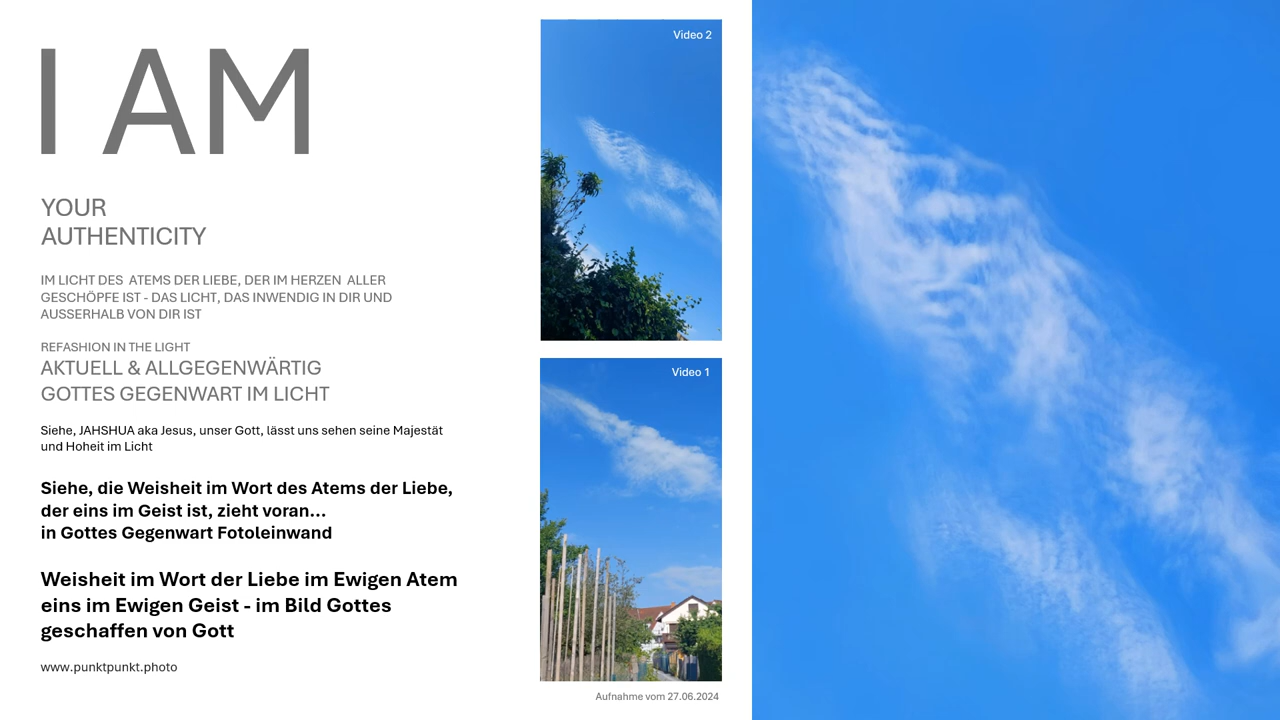 I AM
YOUR
AUTHENTICITY
IM LICHT DES  ATEMS DER LIEBE, DER IM HERZEN  ALLER
GESCHÖPFE IST - DAS LICHT, DAS INWENDIG IN DIR UND
AUSSERHALB VON DIR IST
REFASHION IN THE LIGHT
AKTUELL & ALLGEGENWÄRTIG
GOTTES GEGENWART IM LICHT
Siehe, JAHSHUA aka Jesus, unser Gott, lässt uns sehen seine Majestät
und Hoheit im Licht
Siehe, die Weisheit im Wort des Atems der Liebe,
der eins im Geist ist, zieht voran...
in Gottes Gegenwart Fotoleinwand
Weisheit im Wort der Liebe im Ewigen Atem
eins im Ewigen Geist - im Bild Gottes
geschaffen von Gott
www.punktpunkt.photo
Video 2
Video 1
Aufnahme vom 27.06.2024